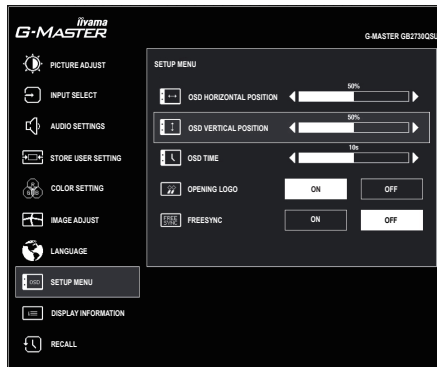 iiyama
G-MASTER
G-MASTER GB2730QSU
PICTURE ADJUST
INPUT SELECT
AUDIO SETTINGS
STORE USER SETTING
COLOR SETTING
IMAGE ADJUST
LANGUAGE
OSD
SETUP MENU
DISPLAY INFORMATION
RECALL
SETUP MENU
50%
OSD HORIZONTAL POSITION
50%
OSD VERTICAL POSITION
10s
OSD TIME
OPENING LOGO ON OFF
FREE
SYNC
FREESYNC ON OFF